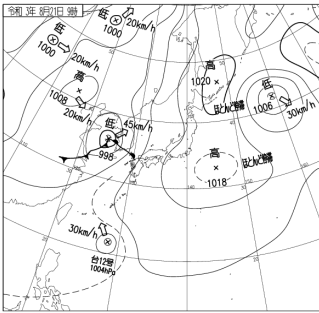 令和 3年 8月21日 9時
低
1000
20km/h
低
1000
20km/h
高
1008
20km/h
低
45km/h
998
高
1020
ほとんど停滞
低
1006
30km/h
高
1018
ほとんど停滞
30km/h
台12号
1004hPa